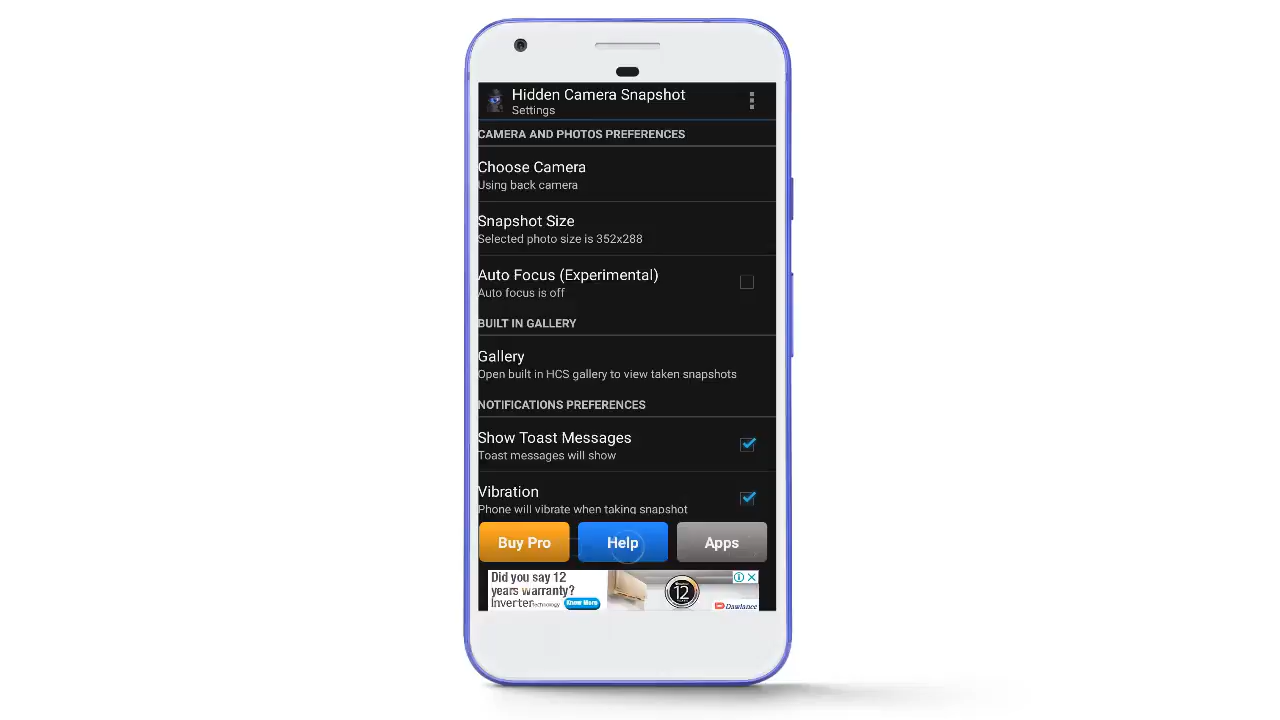 Hidden Camera Snapshot
Settings
CAMERA AND PHOTOS PREFERENCES
Choose Camera
Using back camera
Snapshot Size
Selected photo size is 352x288
Auto Focus (Experimental)
Auto focus is off
BUILT IN GALLERY
Gallery
Open built in HCS gallery to view taken snapshots
NOTIFICATIONS PREFERENCES
Show Toast Messages
Toast messages will show
Vibration
Phone will vibrate when taking snapshot
Buy Pro Help Apps
Did you say 12
years warranty?
Inverter technology Know More
12
Dawlance